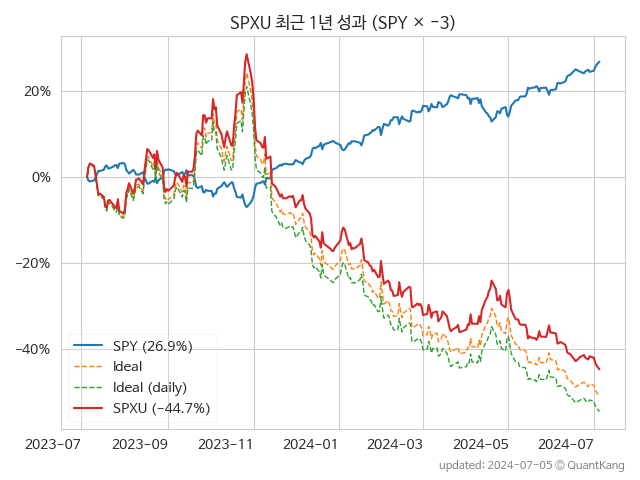 SPXU 최근 1년 성과 (SPY × −3)
20%
0%
−20%
−40%
SPY (26.9%)
Ideal
Ideal (daily)
SPXU (−44.7%)
2023-07 2023-09 2023-11 2024-01 2024-03 2024-05 2024-07
updated: 2024-07-05 © QuantKang